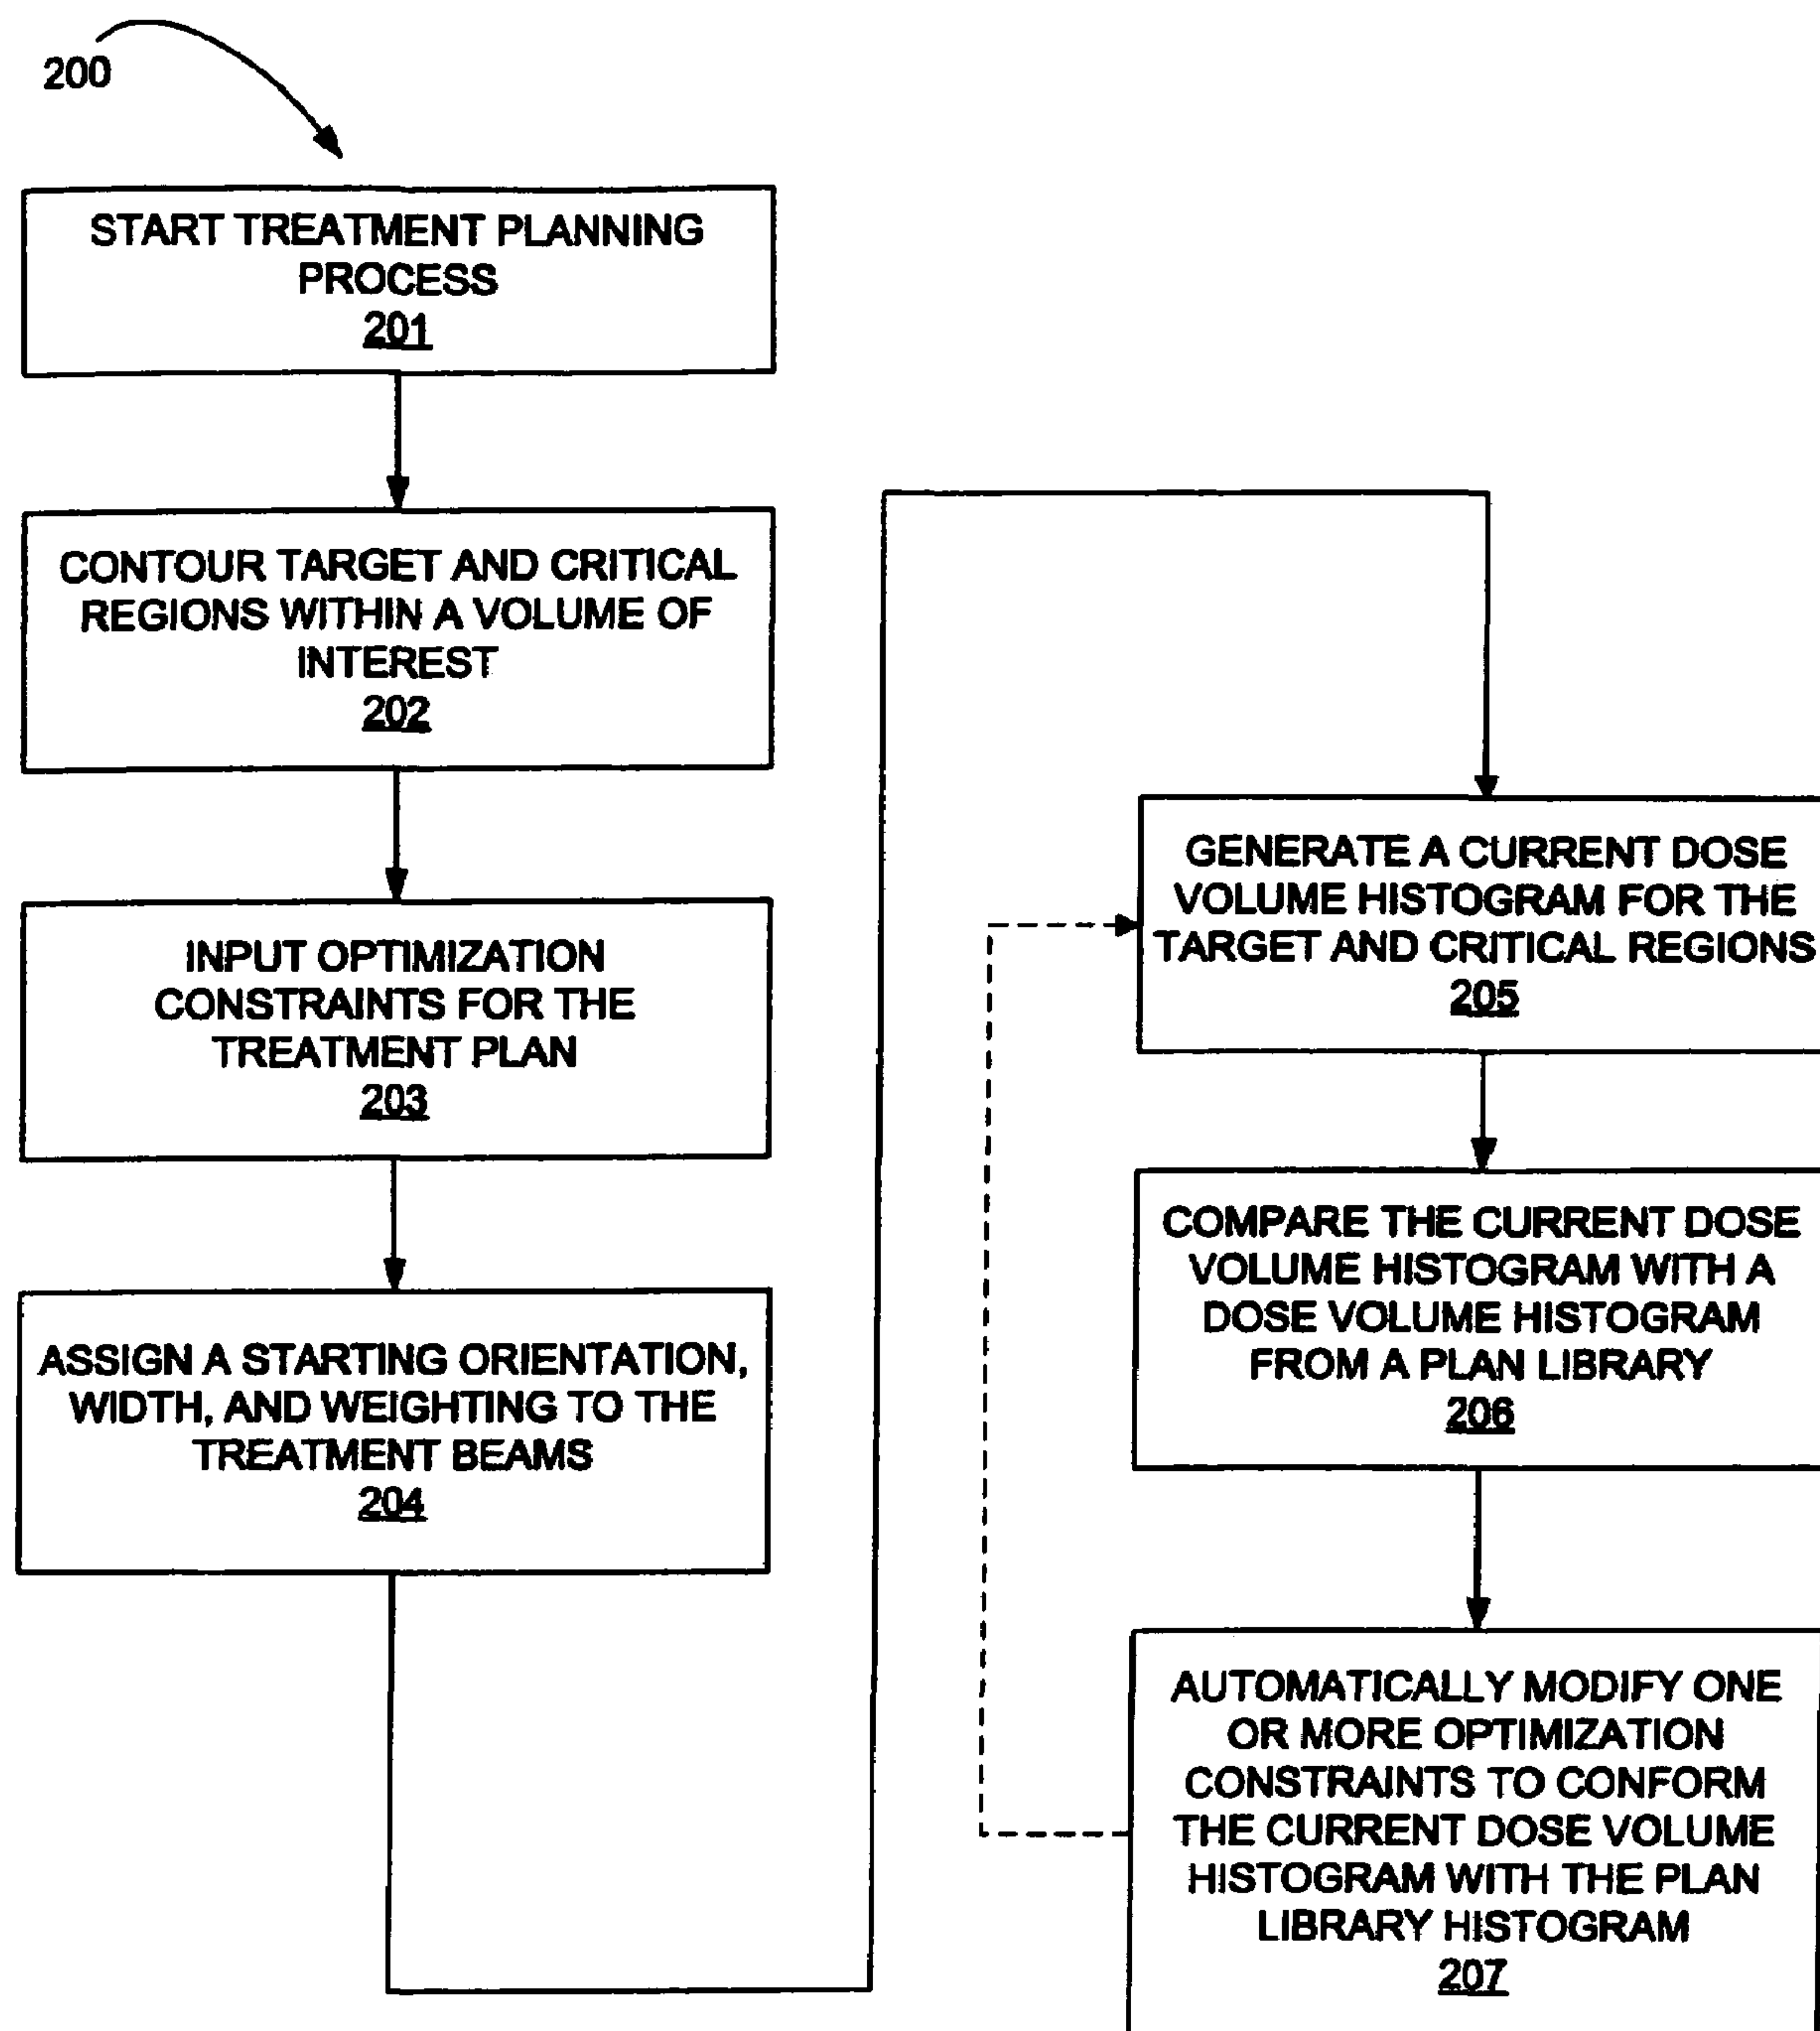 200
START TREATMENT PLANNING
PROCESS
201
CONTOUR TARGET AND CRITICAL
REGIONS WITHIN A VOLUME OF
INTEREST
202
INPUT OPTIMIZATION
CONSTRAINTS FOR THE
TREATMENT PLAN
203
ASSIGN A STARTING ORIENTATION,
WIDTH, AND WEIGHTING TO THE
TREATMENT BEAMS
204
GENERATE A CURRENT DOSE
VOLUME HISTOGRAM FOR THE
TARGET AND CRITICAL REGIONS
205
COMPARE THE CURRENT DOSE
VOLUME HISTOGRAM WITH A
DOSE VOLUME HISTOGRAM
FROM A PLAN LIBRARY
206
AUTOMATICALLY MODIFY ONE
OR MORE OPTIMIZATION
CONSTRAINTS TO CONFORM
THE CURRENT DOSE VOLUME
HISTOGRAM WITH THE PLAN
LIBRARY HISTOGRAM
207